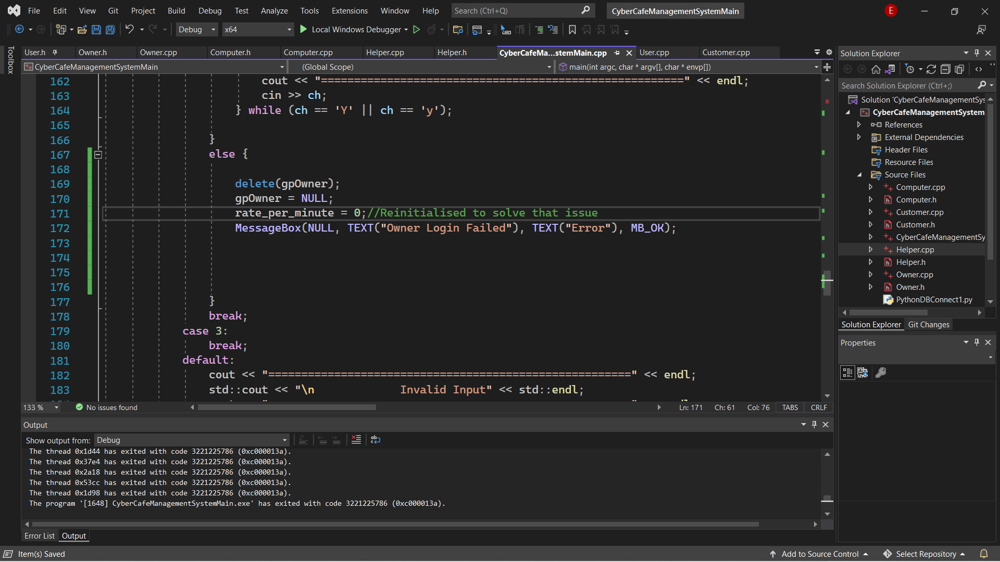 File Edit View Git Project Build Debug Test Analyze Tools Extensions Window Help Search (Ctrl+Q) CyberCafeManagementSystemMain E
Debug x64 Local Windows Debugger
Toolbox
User.h Owner.h Owner.cpp Computer.h Computer.cpp Helper.cpp Helper.h CyberCafeMa...stemMain.cpp User.cpp Customer.cpp
CyberCafeManagementSystemMain (Global Scope) main(int argc, char * argv[], char * envp[])
162 cout << "=======================================================" << endl;
163 cin >> ch;
164 } while (ch == 'Y' || ch == 'y');
165
166 }
167 else {
168
169 delete(gpOwner);
170 gpOwner = NULL;
171 rate_per_minute = 0;//Reinitialised to solve that issue
172 MessageBox(NULL, TEXT("Owner Login Failed"), TEXT("Error"), MB_OK);
173
174
175
176
177 }
178 break;
179 case 3:
180 break;
181 default:
182 cout << "=======================================================" << endl;
183 std::cout << "\n Invalid Input" << std::endl;
133 % No issues found Ln: 171 Ch: 61 Col: 76 TABS CRLF
Output
Show output from: Debug
The thread 0x1d44 has exited with code 3221225786 (0xc000013a).
The thread 0x37e4 has exited with code 3221225786 (0xc000013a).
The thread 0x2a18 has exited with code 3221225786 (0xc000013a).
The thread 0x53cc has exited with code 3221225786 (0xc000013a).
The thread 0x1d98 has exited with code 3221225786 (0xc000013a).
The program '[1648] CyberCafeManagementSystemMain.exe' has exited with code 3221225786 (0xc000013a).
Error List Output
Solution Explorer
Search Solution Explorer (Ctrl+;)
Solution 'CyberCafeManagementSys
CyberCafeManagementSystem
References
External Dependencies
Header Files
Resource Files
Source Files
Computer.cpp
Computer.h
Customer.cpp
Customer.h
CyberCafeManagementSy
Helper.cpp
Helper.h
Owner.cpp
Owner.h
PythonDBConnect1.py
Solution Explorer Git Changes
Properties
Item(s) Saved Add to Source Control Select Repository